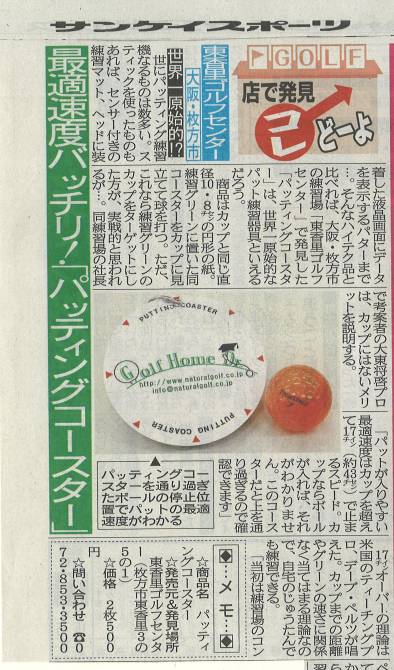 サンケイスポーツ
GOLF
店で発見
コレどーよ
東香里ゴルフセンター
大阪・枚方市
世界一原始的!?
最適速度バッチリ!「パッティングコースター」
世にパッティング練習
機なるものは数多い。ス
ティックを使ったものも
あれば、センサー付きの
練習マット、ヘッドに装
着した液晶画面にデータ
を表示するパターまで
…。そんなハイテク品と
比べれば、大阪・枚方市
の練習場「東香里ゴルフ
センター」で発見した
「パッティングコースタ
ー」は、世界一原始的な
パット練習器具といえる
だろう。
商品はカップと同じ直
径10・8㌢の円形の紙。
練習グリーンに置いた同
コースターをカップに見
立てて球を打つ。ただ、
これなら練習グリーンの
カップをターゲットにし
た方が、実戦的と思われ
るが…。同練習場の社長
で考案者の大東将啓プロ
は、カップにはないメリ
ットを説明する。
「パットが入りやすい
最適速度はカップを超え
て17㌅(約43㌢)で止ま
るスピード。カ
ップならボール
が入れば、それ
がわかりませ
ん。このコース
ターだと上を通
り過ぎるので確
認できます」
17㌅オーバーの理論は
米国のティーチングプ
ロ、デーブ・ペルツが唱
えた。カップまでの距離
やグリーンの速さに関係
なく当てはまる理論なの
で、自宅のじゅうたんで
も練習できる。
「当初は練習場のコン
PUTTING COASTER
Golf Home Dr.
http://www.naturalgolf.co.jp
info@naturalgolf.co.jp
PUTTING COASTER
パッティングコー
スターを通り過ぎ
たボールの停止位
置でパットの最適
速度がわかる
◆…メモ…◆
☆商品名 パッティ
ングコースター
☆発売元&発見場所
東香里ゴルフセンタ
ー(枚方市東香里3の
5の1)
☆価格 2枚500
円
☆問い合わせ ☎0
72・853・3500